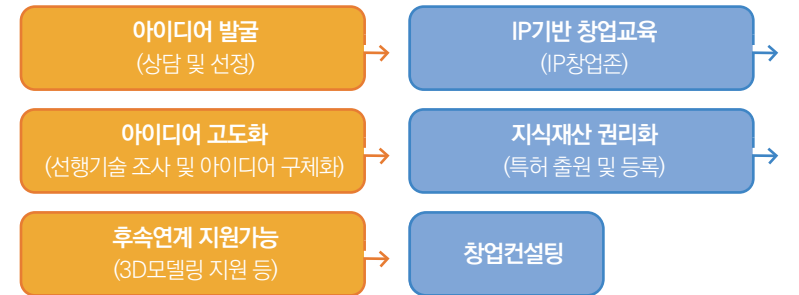 아이디어 발굴
(상담 및 선정)
IP기반 창업교육
(IP창업존)
아이디어 고도화
(선행기술 조사 및 아이디어 구체화)
지식재산 권리화
(특허 출원 및 등록)
후속연계 지원가능
(3D모델링 지원 등)
창업컨설팅